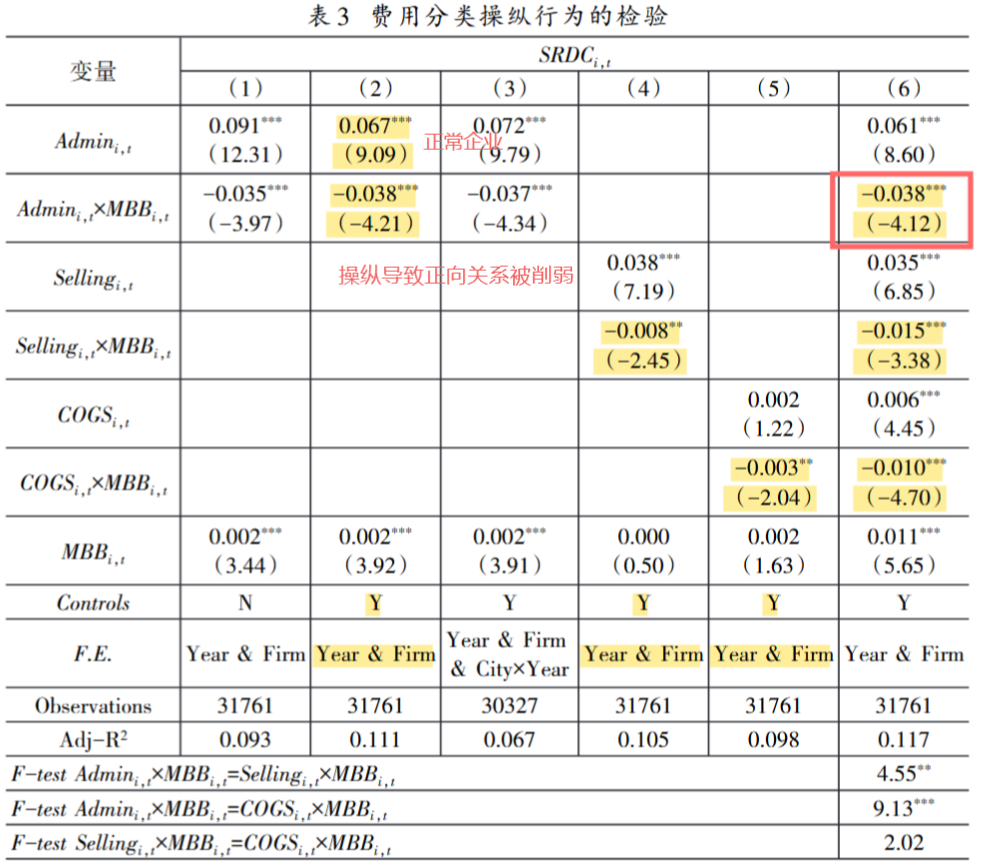 表3 费用分类操纵行为的检验
变量 SRDCi,t
(1) (2) (3) (4) (5) (6)
Admini,t 0.091*** 0.067*** 0.072*** 0.061***
(12.31) (9.09) (9.79) (8.60)
正常企业
Admini,t×MBBi,t −0.035*** −0.038*** −0.037*** −0.038***
(−3.97) (−4.21) (−4.34) (−4.12)
Sellingi,t 0.038*** 0.035***
(7.19) (6.85)
操纵导致正向关系被削弱
Sellingi,t×MBBi,t −0.008** −0.015***
(−2.45) (−3.38)
COGSi,t 0.002 0.006***
(1.22) (4.45)
COGSi,t×MBBi,t −0.003** −0.010***
(−2.04) (−4.70)
MBBi,t 0.002*** 0.002*** 0.002*** 0.000 0.002 0.011***
(3.44) (3.92) (3.91) (0.50) (1.63) (5.65)
Controls N Y Y Y Y Y
F.E. Year & Firm Year & Firm Year & Firm & City×Year Year & Firm Year & Firm Year & Firm
Observations 31761 31761 30327 31761 31761 31761
Adj−R² 0.093 0.111 0.067 0.105 0.098 0.117
F−test Admini,t×MBBi,t=Sellingi,t×MBBi,t 4.55**
F−test Admini,t×MBBi,t=COGSi,t×MBBi,t 9.13***
F−test Sellingi,t×MBBi,t=COGSi,t×MBBi,t 2.02